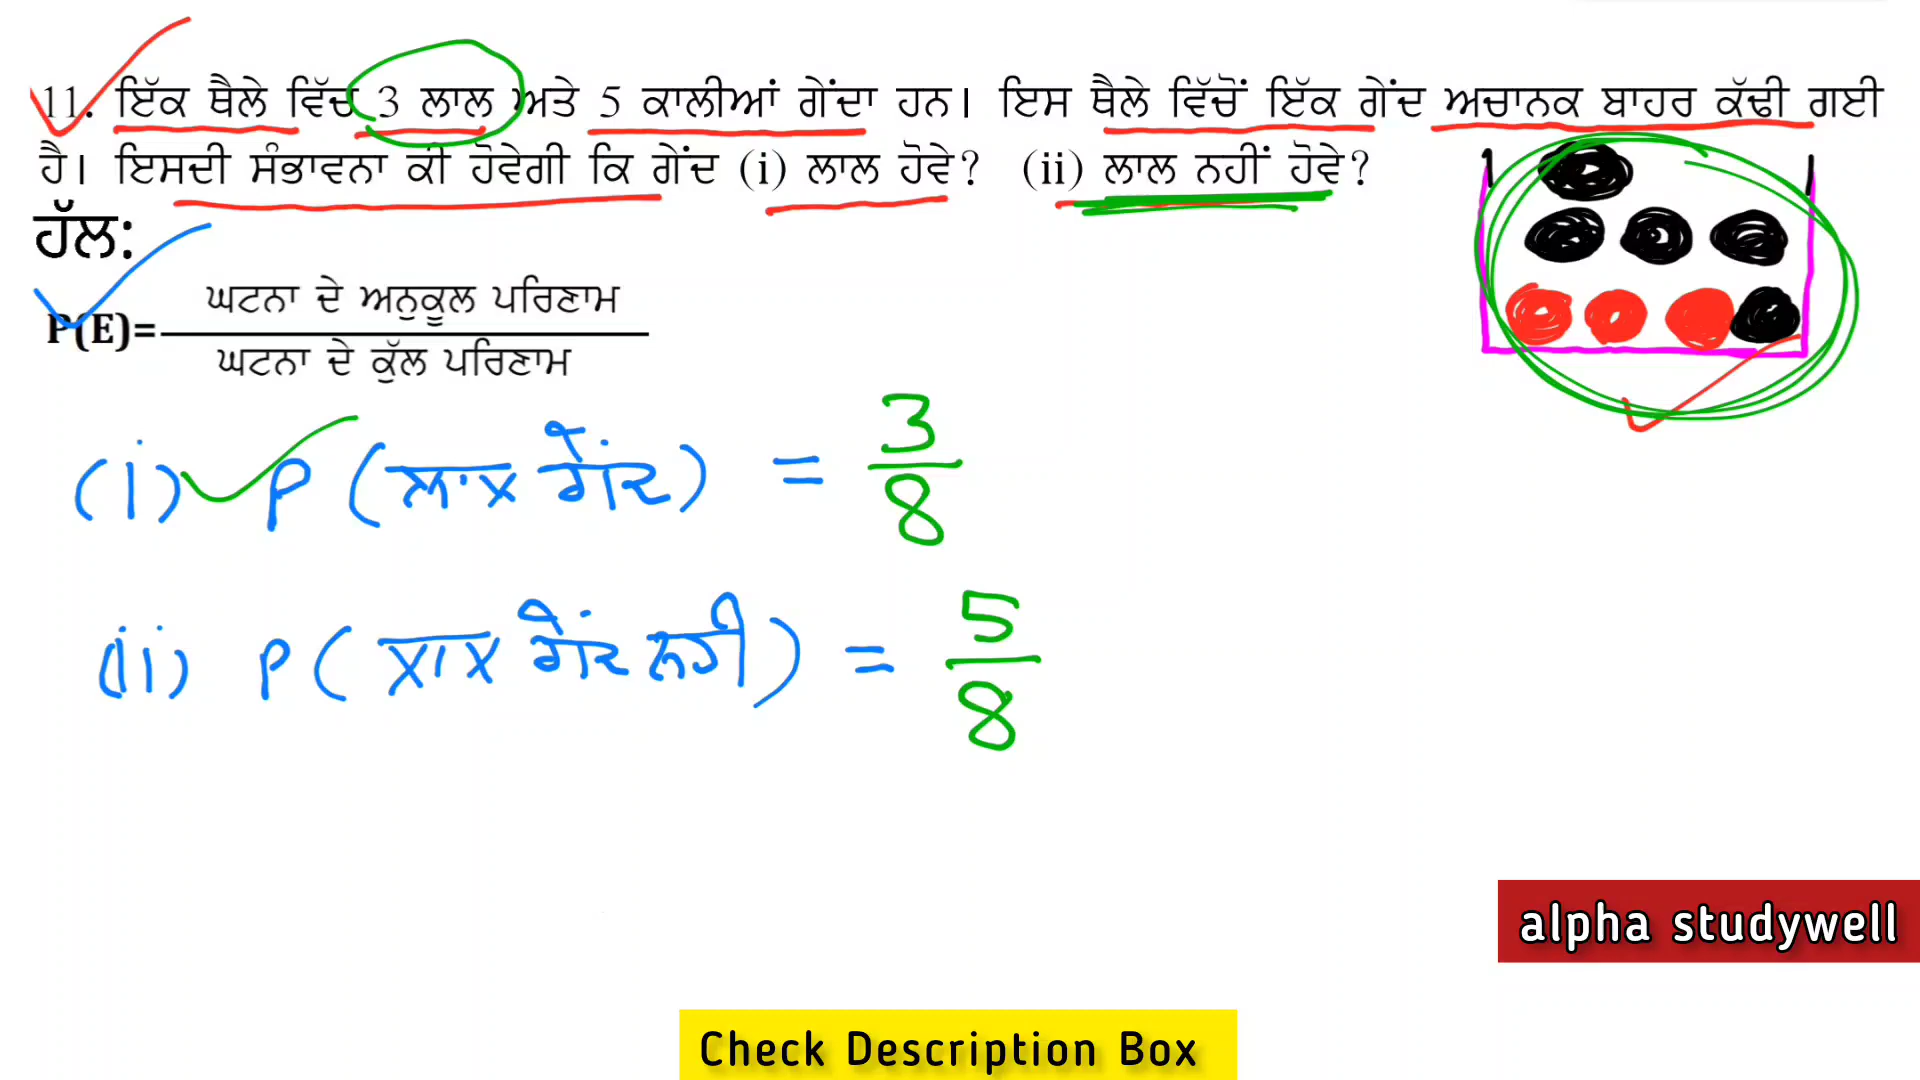 11. ਇੱਕ ਥੈਲੇ ਵਿੱਚ 3 ਲਾਲ ਅਤੇ 5 ਕਾਲੀਆਂ ਗੇਂਦਾ ਹਨ। ਇਸ ਥੈਲੇ ਵਿੱਚੋਂ ਇੱਕ ਗੇਂਦ ਅਚਾਨਕ ਬਾਹਰ ਕੱਢੀ ਗਈ
ਹੈ। ਇਸਦੀ ਸੰਭਾਵਨਾ ਕੀ ਹੋਵੇਗੀ ਕਿ ਗੇਂਦ (i) ਲਾਲ ਹੋਵੇ? (ii) ਲਾਲ ਨਹੀਂ ਹੋਵੇ?
ਹੱਲ:
ਘਟਨਾ ਦੇ ਅਨੁਕੂਲ ਪਰਿਣਾਮ
P(E)=
ਘਟਨਾ ਦੇ ਕੁੱਲ ਪਰਿਣਾਮ
(i) P (ਲਾਲ ਗੇਂਦ) = 3/8
(ii) P (ਲਾਲ ਗੇਂਦ ਨਹੀ) = 5/8
alpha studywell
Check Description Box